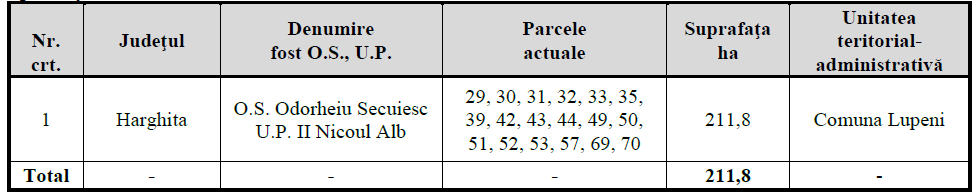 Nr. crt. | Județul | Denumire fost O.S., U.P. | Parcele actuale | Suprafaţa ha | Unitatea teritorial-administrativă
1 | Harghita | O.S. Odorheiu Secuiesc U.P. II Nicoul Alb | 29, 30, 31, 32, 33, 35, 39, 42, 43, 44, 49, 50, 51, 52, 53, 57, 69, 70 | 211,8 | Comuna Lupeni
Total | - | - | - | 211,8 | -